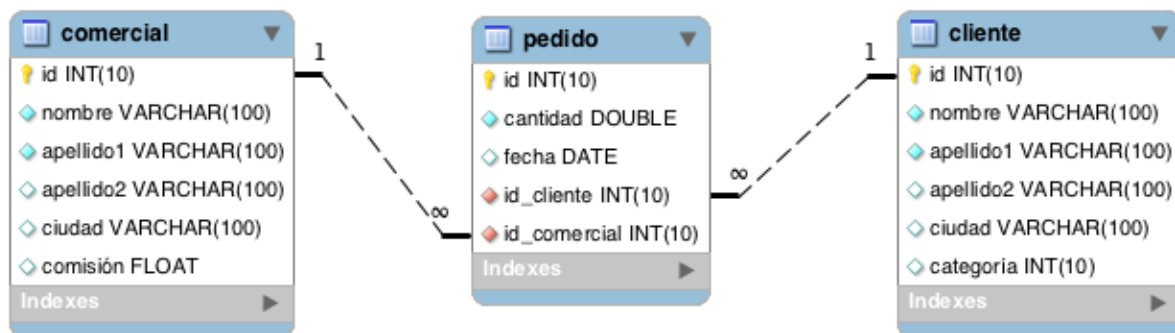 comercial
id INT(10)
nombre VARCHAR(100)
apellido1 VARCHAR(100)
apellido2 VARCHAR(100)
ciudad VARCHAR(100)
comisión FLOAT
Indexes
1
∞
pedido
id INT(10)
cantidad DOUBLE
fecha DATE
id_cliente INT(10)
id_comercial INT(10)
Indexes
∞
1
cliente
id INT(10)
nombre VARCHAR(100)
apellido1 VARCHAR(100)
apellido2 VARCHAR(100)
ciudad VARCHAR(100)
categoría INT(10)
Indexes